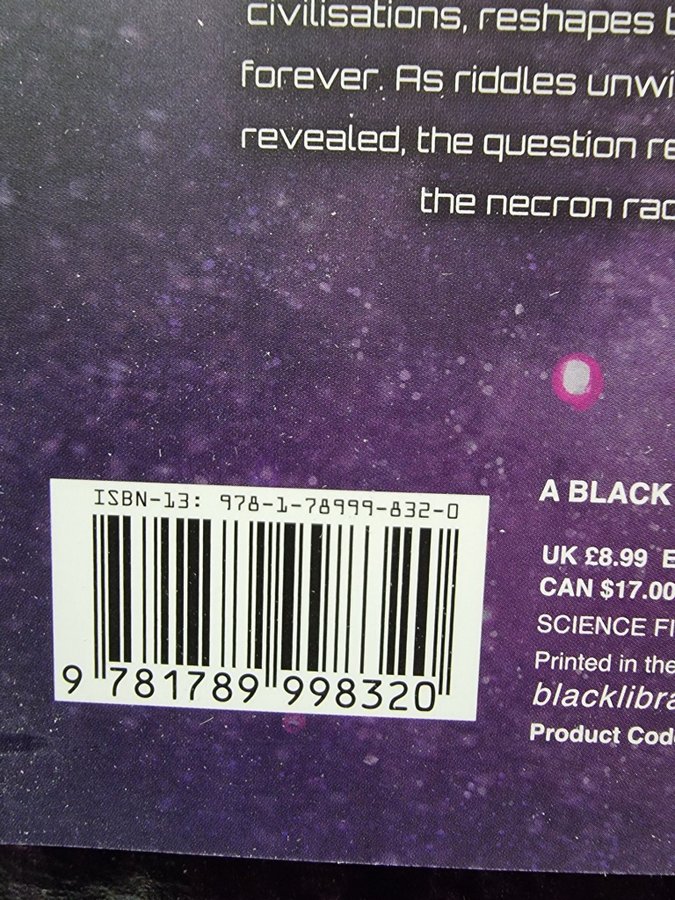 civilisations, reshapes t
forever. As riddles unwi
revealed, the question re
the necron rac
ISBN-13: 978-1-78999-832-0
9 781789 998320
A BLACK
UK £8.99 E
CAN $17.00
SCIENCE FI
Printed in the
blacklibra
Product Cod